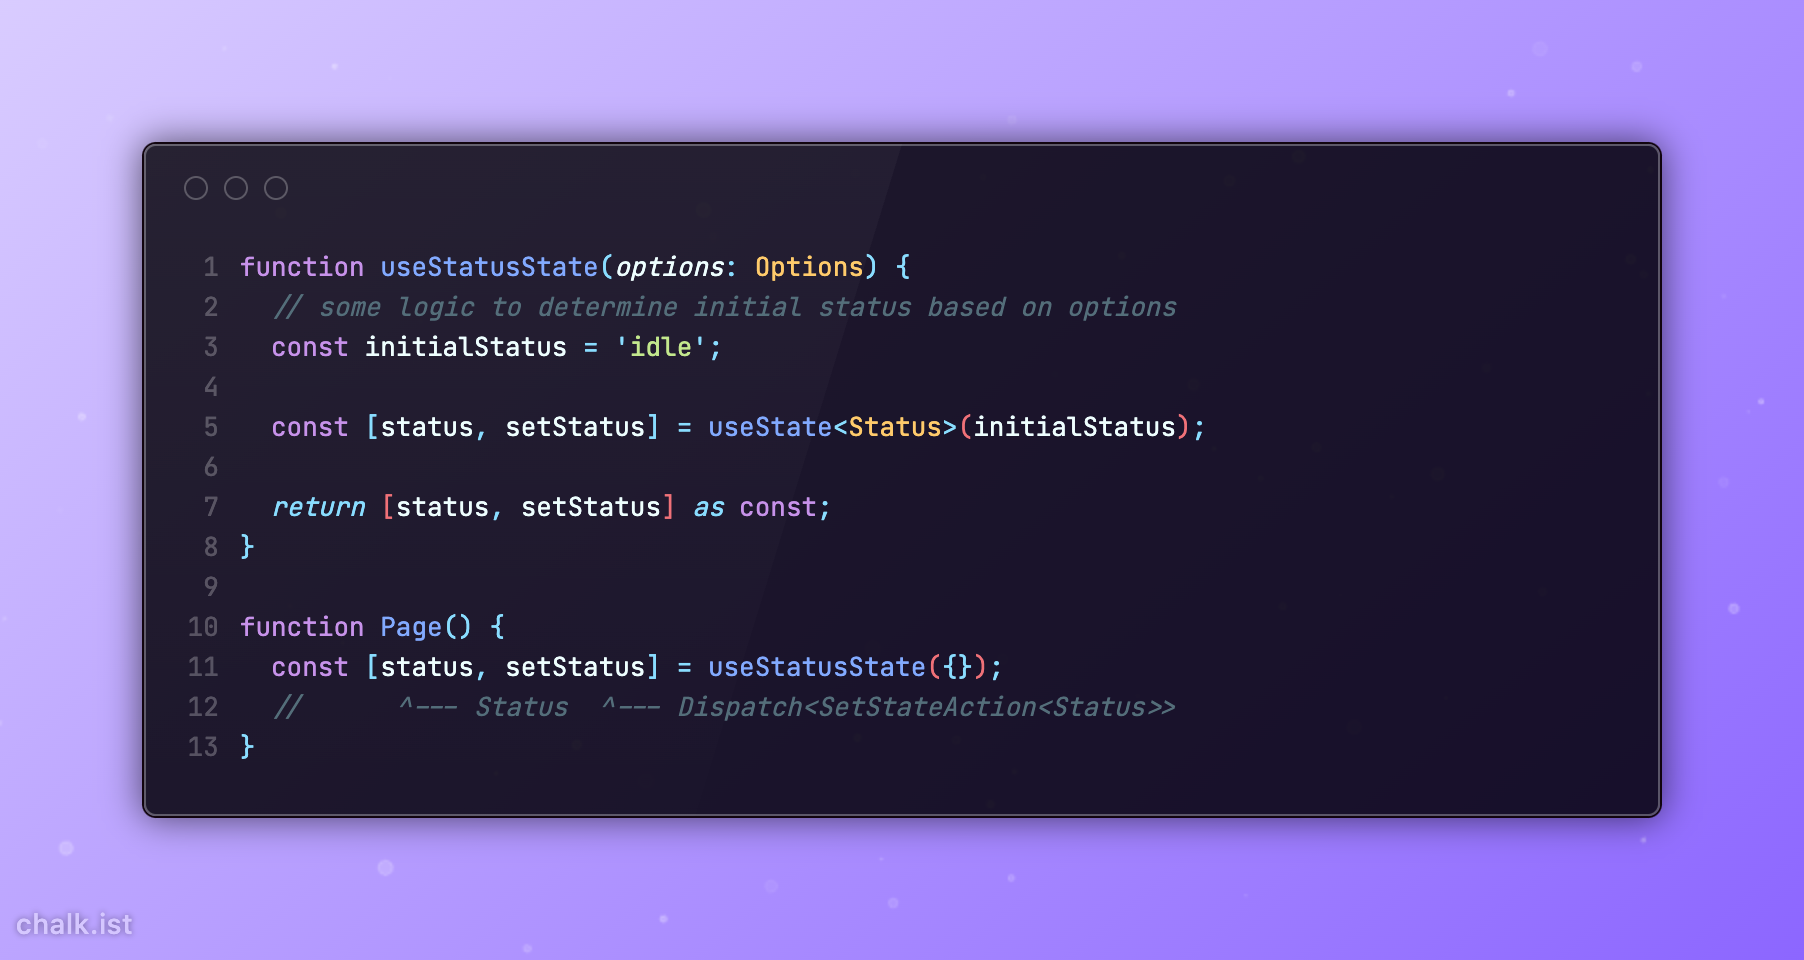 1 function useStatusState(options: Options) {
2   // some logic to determine initial status based on options
3   const initialStatus = 'idle';
4
5   const [status, setStatus] = useState<Status>(initialStatus);
6
7   return [status, setStatus] as const;
8 }
9
10 function Page() {
11   const [status, setStatus] = useStatusState({});
12   //      ^--- Status  ^--- Dispatch<SetStateAction<Status>>
13 }
chalk.ist